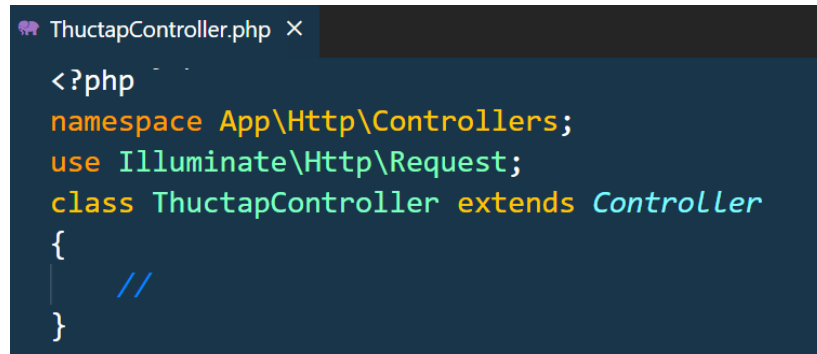 ThuctapController.php ×
<?php
namespace App\Http\Controllers;
use Illuminate\Http\Request;
class ThuctapController extends Controller
{
    //
}